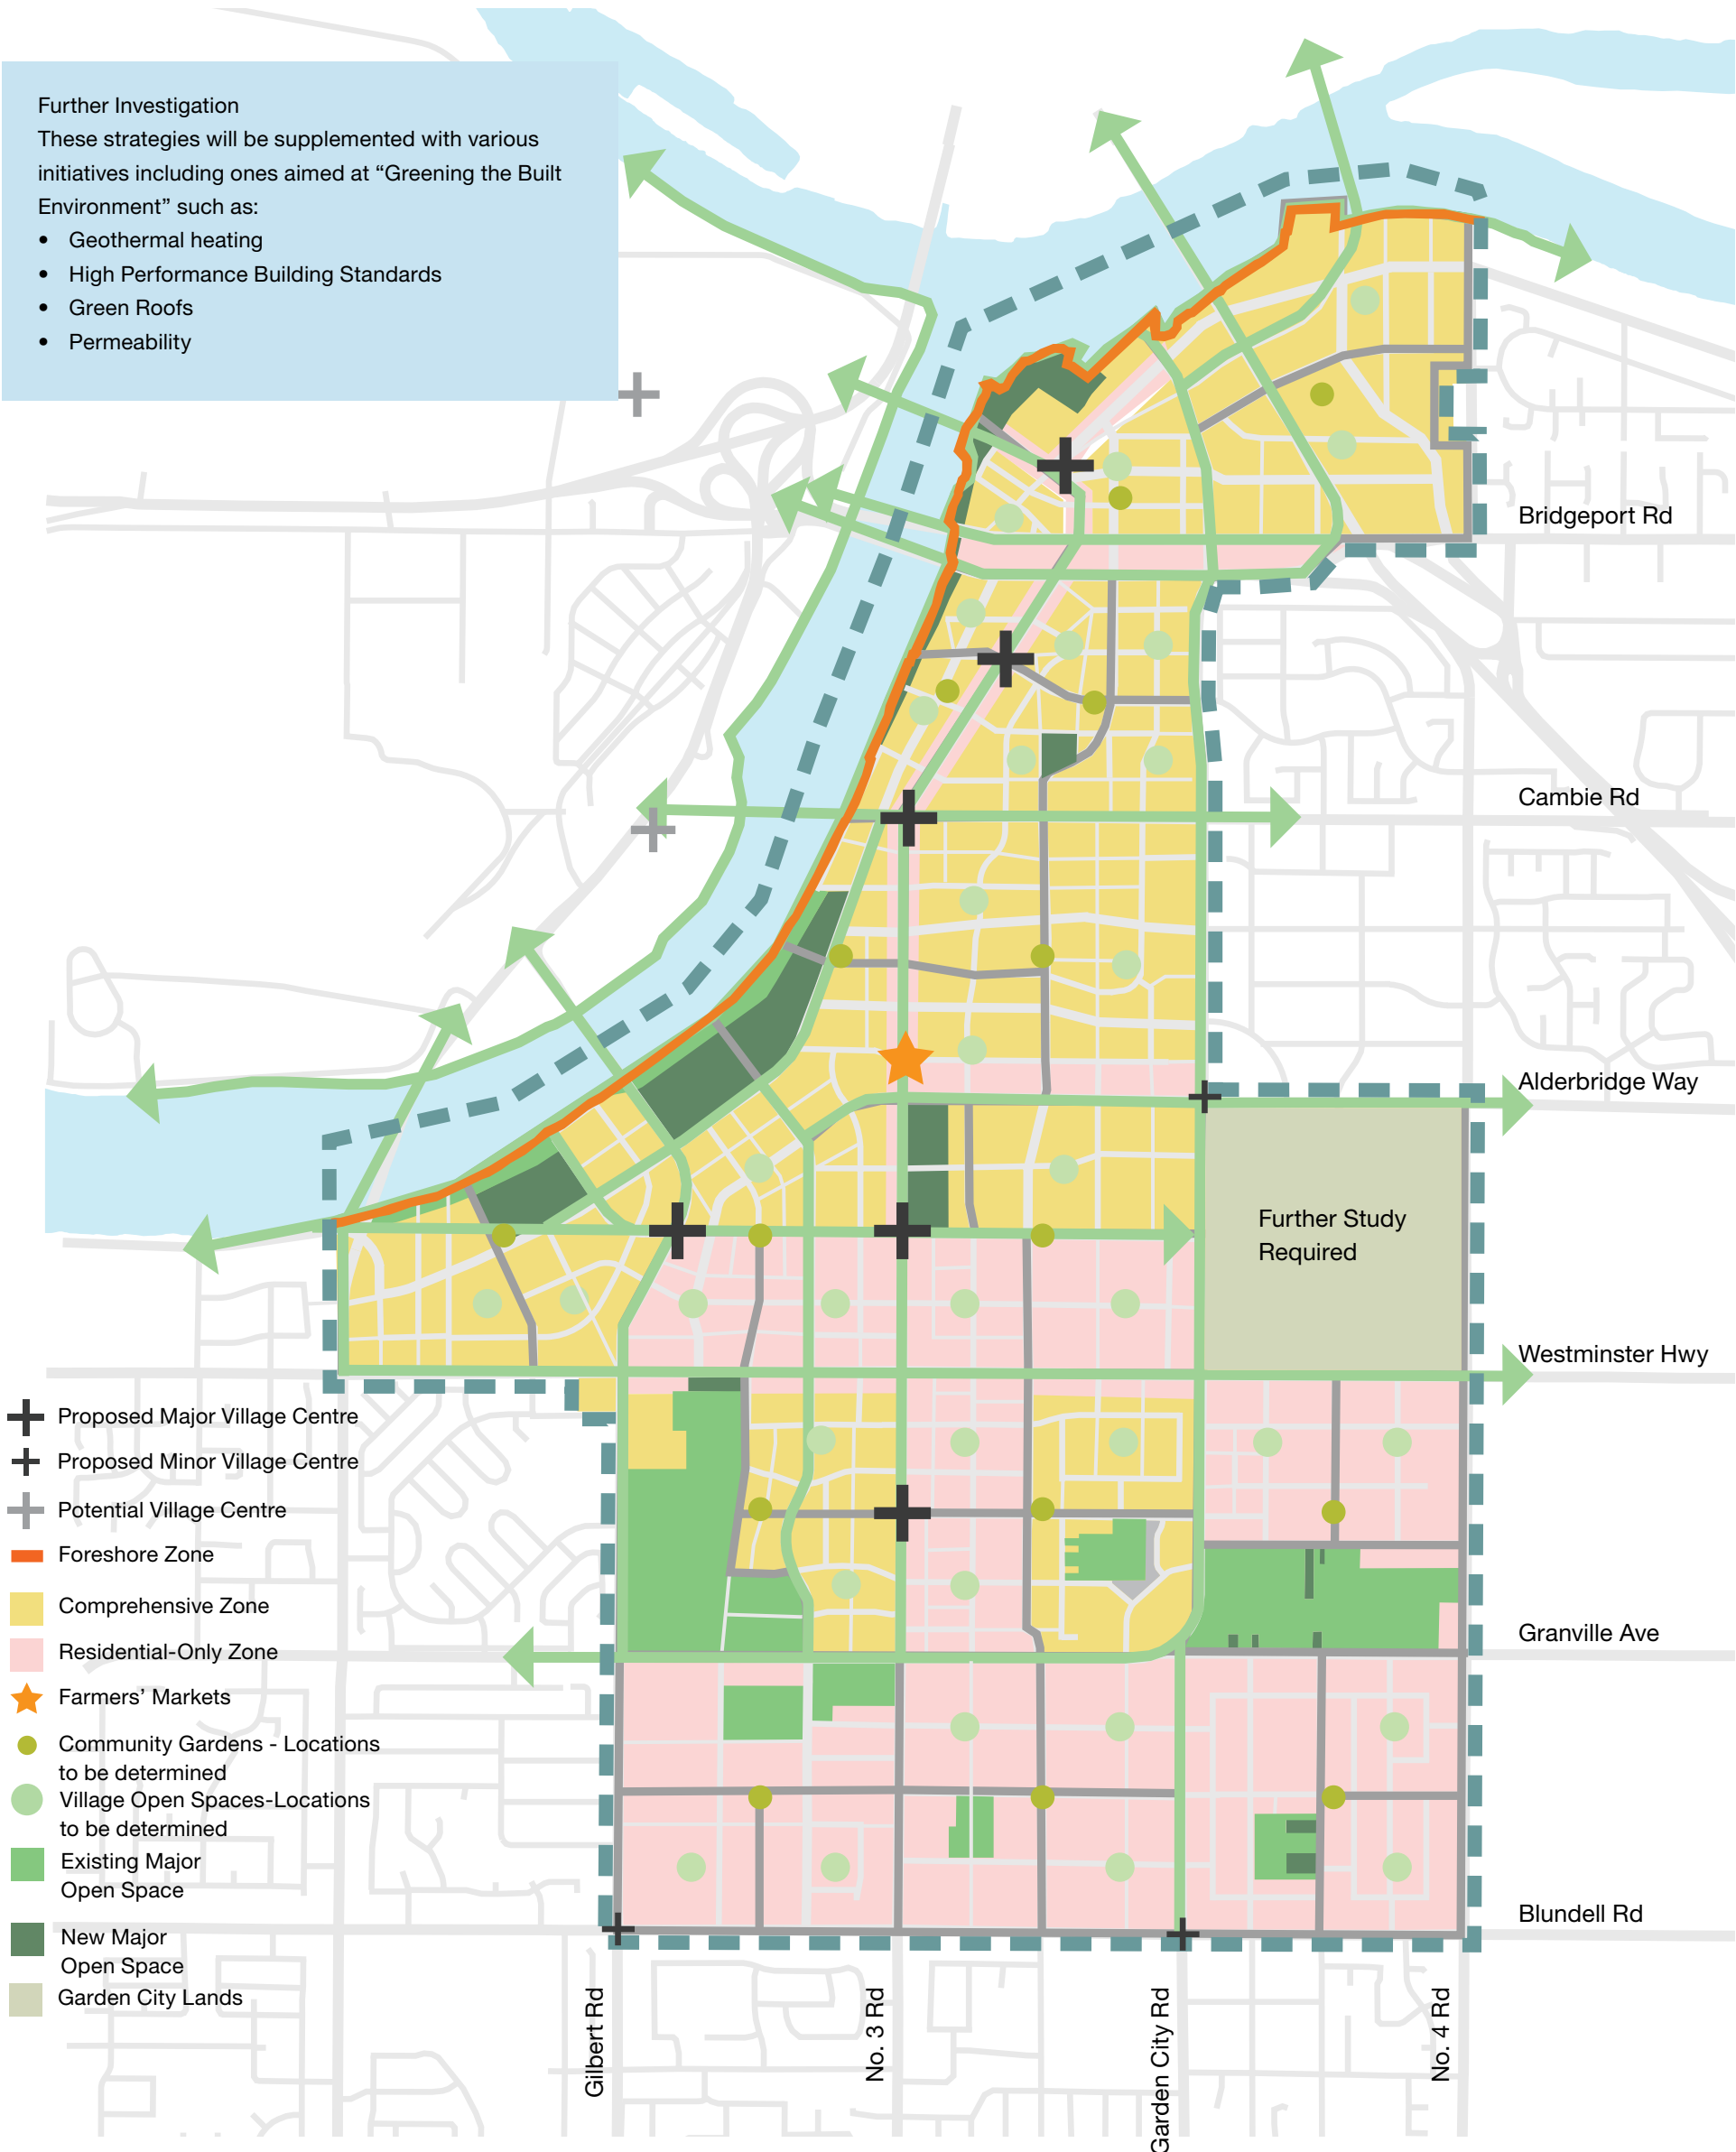 Further Investigation
These strategies will be supplemented with various
initiatives including ones aimed at “Greening the Built
Environment” such as:
• Geothermal heating
• High Performance Building Standards
• Green Roofs
• Permeability
Bridgeport Rd
Cambie Rd
Alderbridge Way
Further Study
Required
Westminster Hwy
Proposed Major Village Centre
Proposed Minor Village Centre
Potential Village Centre
Foreshore Zone
Comprehensive Zone
Residential-Only Zone
Farmers’ Markets
Community Gardens - Locations
to be determined
Village Open Spaces-Locations
to be determined
Existing Major
Open Space
New Major
Open Space
Garden City Lands
Granville Ave
Blundell Rd
Gilbert Rd
No. 3 Rd
Garden City Rd
No. 4 Rd